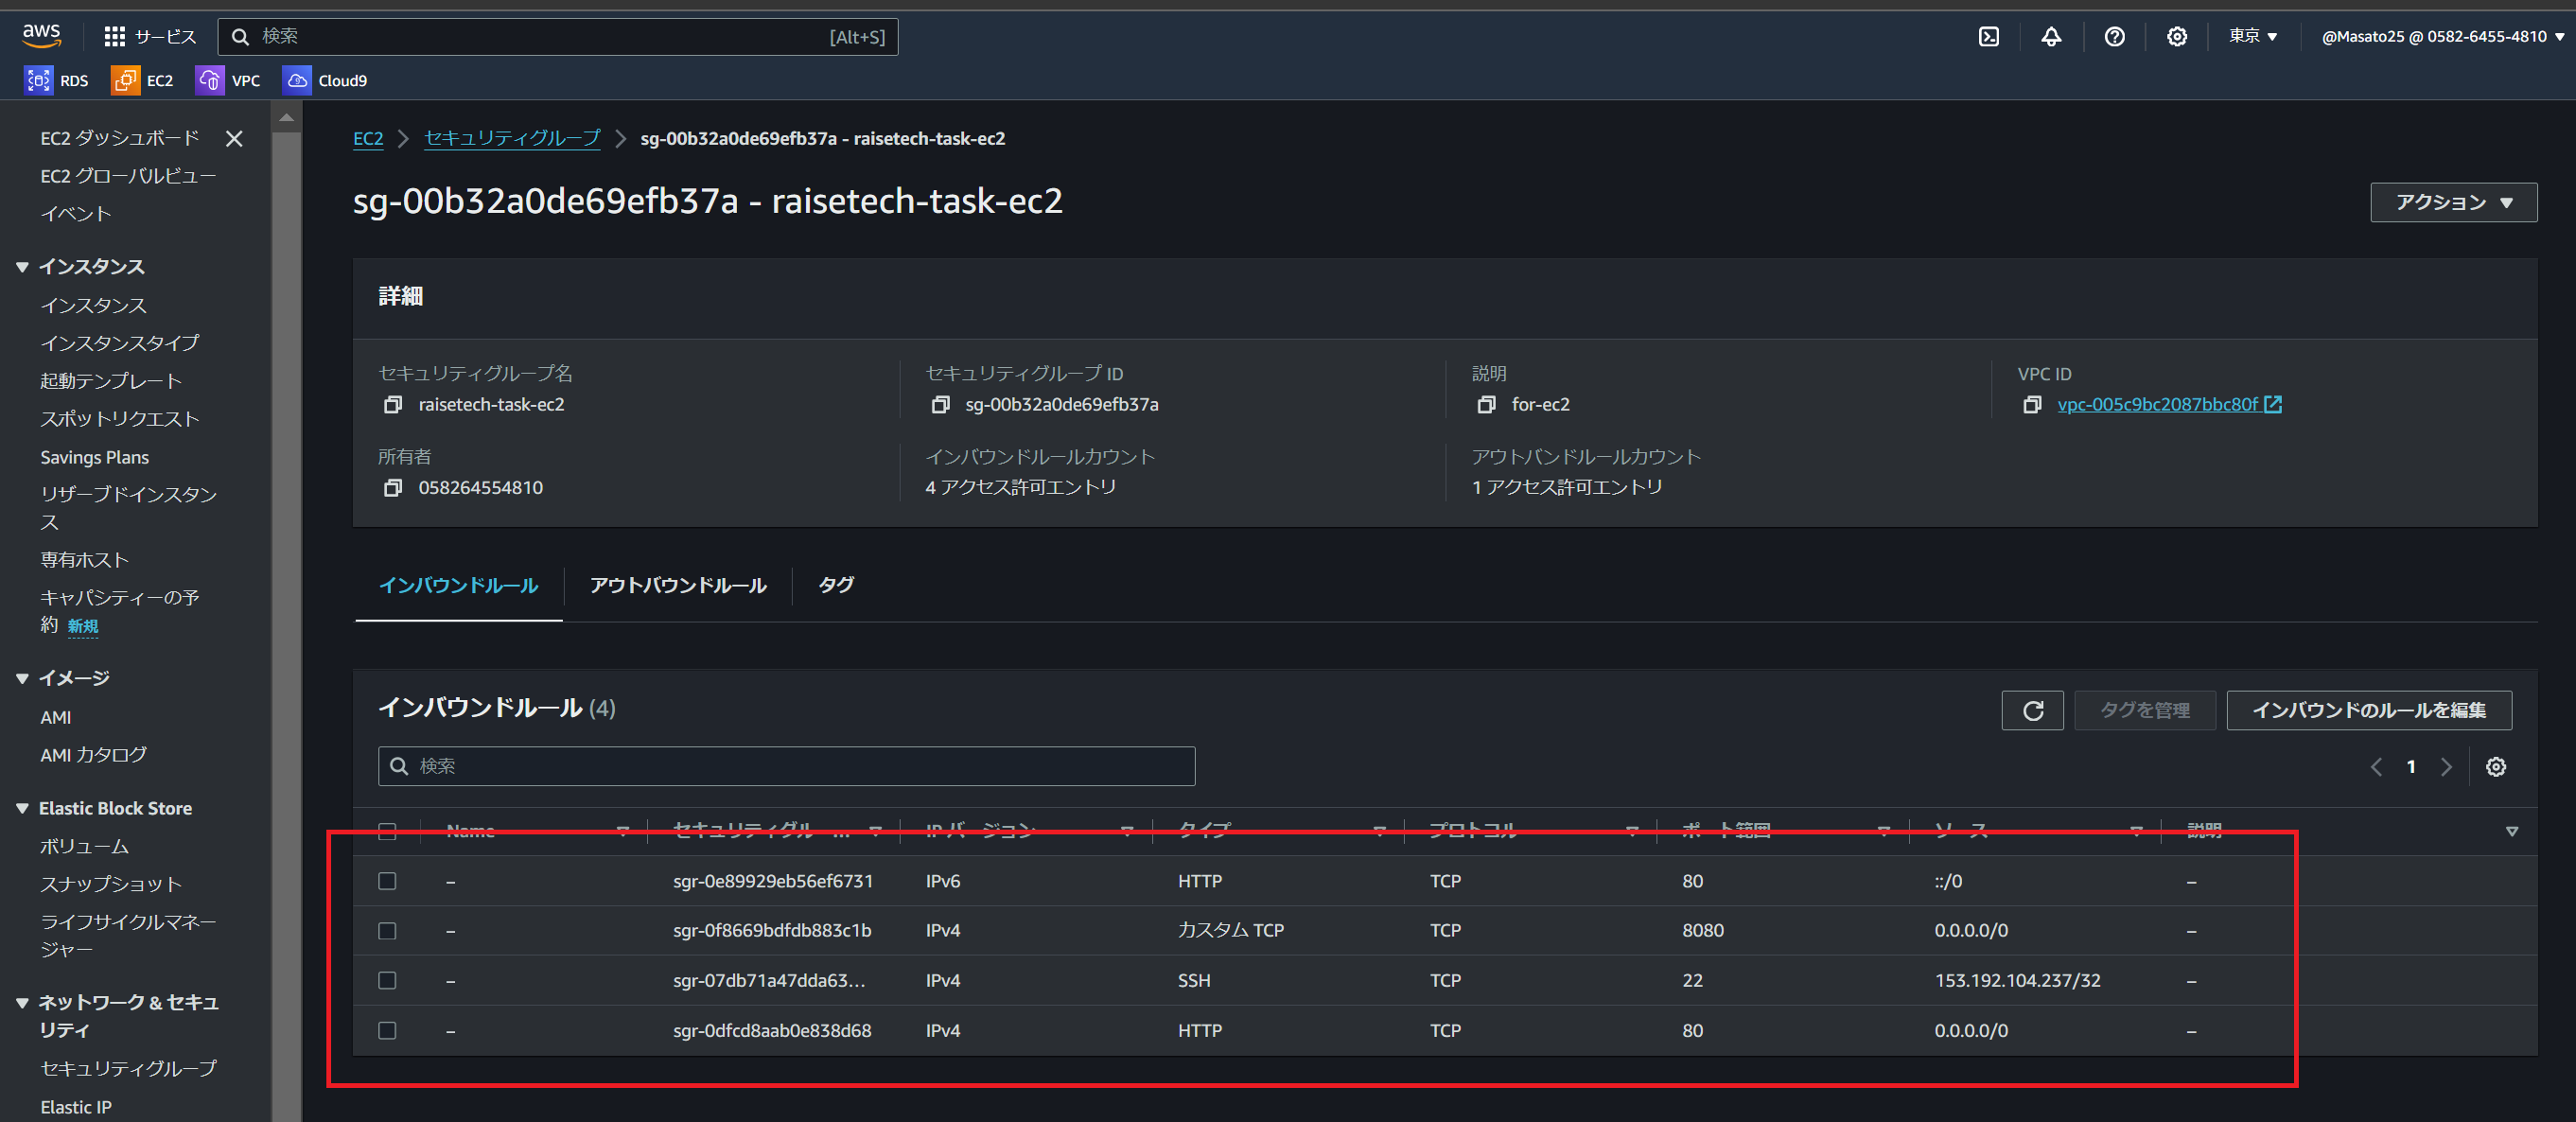 aws
サービス
検索
[Alt+S]
東京 ▼
@Masato25 @ 0582-6455-4810 ▼
RDS
EC2
VPC
Cloud9
EC2 ダッシュボード
EC2 グローバルビュー
イベント
インスタンス
インスタンス
インスタンスタイプ
起動テンプレート
スポットリクエスト
Savings Plans
リザーブドインスタン
ス
専有ホスト
キャパシティーの予
約 新規
イメージ
AMI
AMI カタログ
Elastic Block Store
ボリューム
スナップショット
ライフサイクルマネー
ジャー
ネットワーク & セキュ
リティ
セキュリティグループ
Elastic IP
EC2 > セキュリティグループ > sg-00b32a0de69efb37a - raisetech-task-ec2
sg-00b32a0de69efb37a - raisetech-task-ec2
アクション ▼
詳細
セキュリティグループ名
raisetech-task-ec2
セキュリティグループ ID
sg-00b32a0de69efb37a
説明
for-ec2
VPC ID
vpc-005c9bc2087bbc80f
所有者
058264554810
インバウンドルールカウント
4 アクセス許可エントリ
アウトバンドルールカウント
1 アクセス許可エントリ
インバウンドルール
アウトバウンドルール
タグ
インバウンドルール (4)
タグを管理
インバウンドのルールを編集
検索
1
Name セキュリティグルー... IP バージョン タイプ プロトコル ポート範囲 ソース 説明
– sgr-0e89929eb56ef6731 IPv6 HTTP TCP 80 ::/0 –
– sgr-0f8669bdfdb883c1b IPv4 カスタム TCP TCP 8080 0.0.0.0/0 –
– sgr-07db71a47dda63... IPv4 SSH TCP 22 153.192.104.237/32 –
– sgr-0dfcd8aab0e838d68 IPv4 HTTP TCP 80 0.0.0.0/0 –